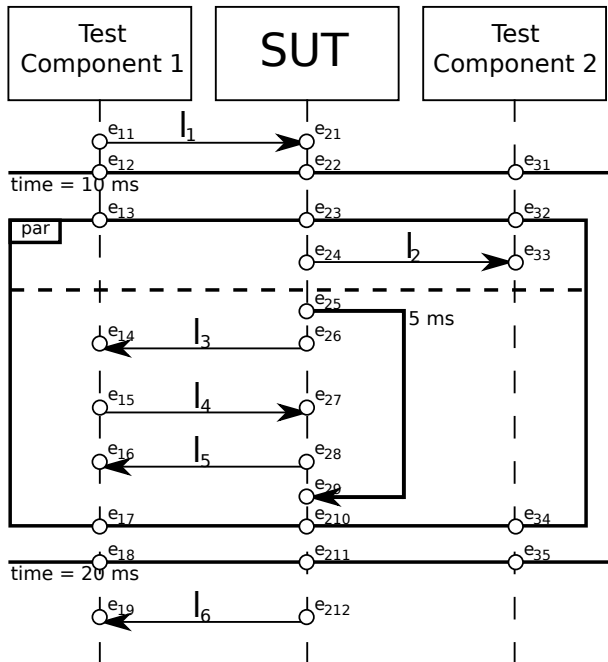 Test
Component 1
SUT
Test
Component 2
e11 l1 e21
e12 e22 e31
time = 10 ms
e13 e23 e32
par
e24 l2 e33
e25
5 ms
e14 l3 e26
e15 l4 e27
e16 l5 e28
e29
e17 e210 e34
e18 e211 e35
time = 20 ms
e19 l6 e212